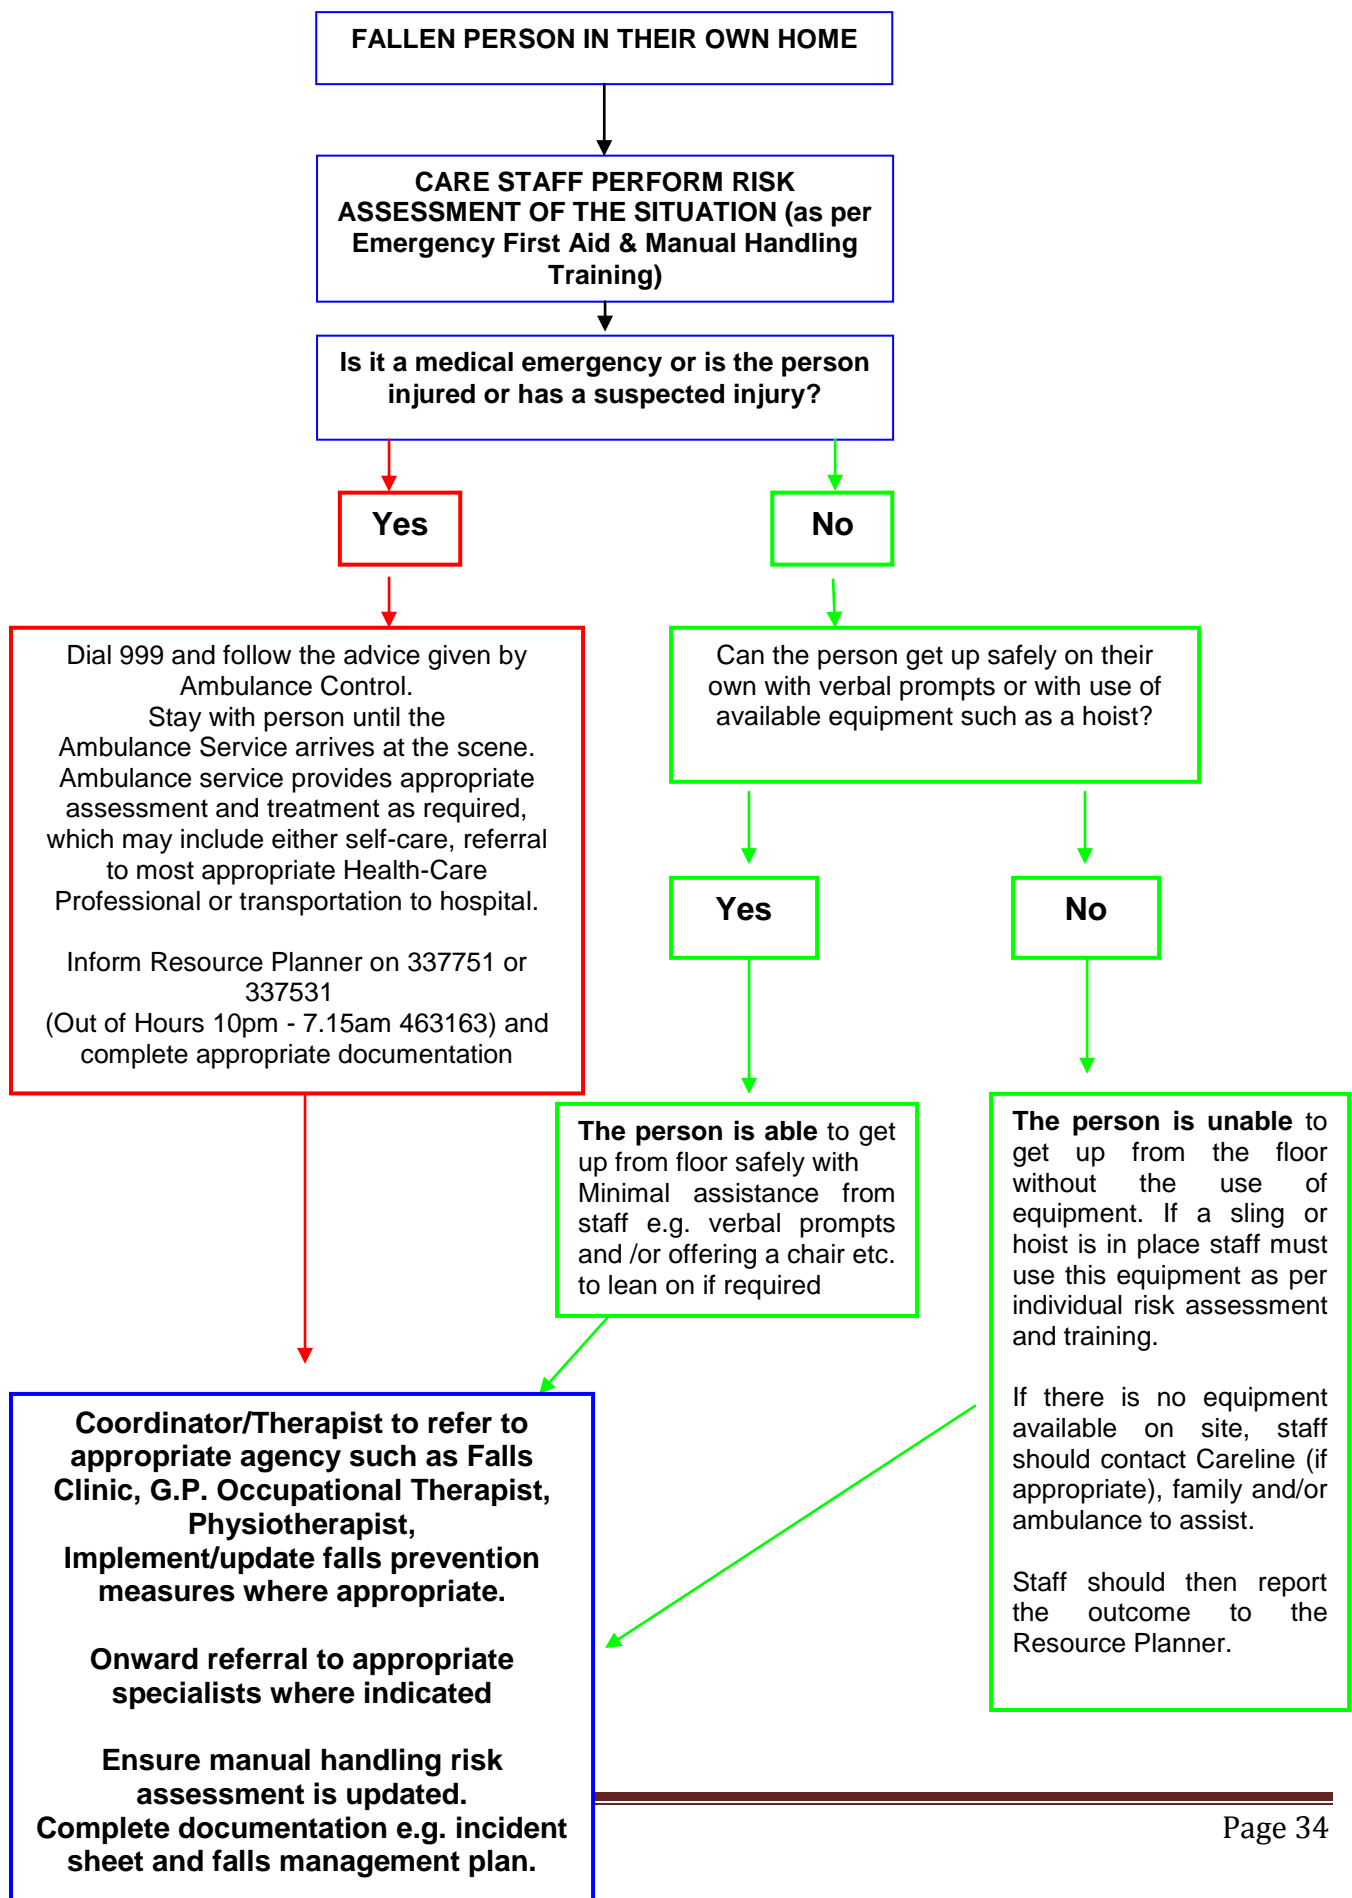 FALLEN PERSON IN THEIR OWN HOME
CARE STAFF PERFORM RISK
ASSESSMENT OF THE SITUATION (as per
Emergency First Aid & Manual Handling
Training)
Is it a medical emergency or is the person
injured or has a suspected injury?
Yes
No
Dial 999 and follow the advice given by
Ambulance Control.
Stay with person until the
Ambulance Service arrives at the scene.
Ambulance service provides appropriate
assessment and treatment as required,
which may include either self-care, referral
to most appropriate Health-Care
Professional or transportation to hospital.
Inform Resource Planner on 337751 or
337531
(Out of Hours 10pm - 7.15am 463163) and
complete appropriate documentation
Can the person get up safely on their
own with verbal prompts or with use of
available equipment such as a hoist?
Yes
No
The person is able to get
up from floor safely with
Minimal assistance from
staff e.g. verbal prompts
and /or offering a chair etc.
to lean on if required
The person is unable to
get up from the floor
without the use of
equipment. If a sling or
hoist is in place staff must
use this equipment as per
individual risk assessment
and training.
If there is no equipment
available on site, staff
should contact Careline (if
appropriate), family and/or
ambulance to assist.
Staff should then report
the outcome to the
Resource Planner.
Coordinator/Therapist to refer to
appropriate agency such as Falls
Clinic, G.P. Occupational Therapist,
Physiotherapist,
Implement/update falls prevention
measures where appropriate.
Onward referral to appropriate
specialists where indicated
Ensure manual handling risk
assessment is updated.
Complete documentation e.g. incident
sheet and falls management plan.
Page 34